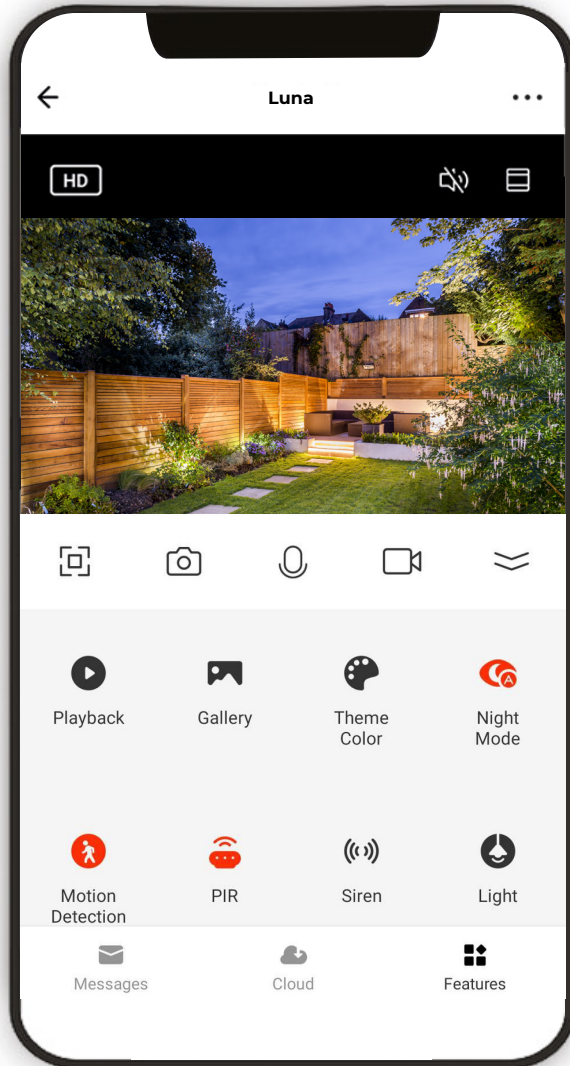 Luna
HD
Playback
Gallery
Theme
Color
Night
Mode
A
Motion
Detection
PIR
Siren
Light
Messages
Cloud
Features